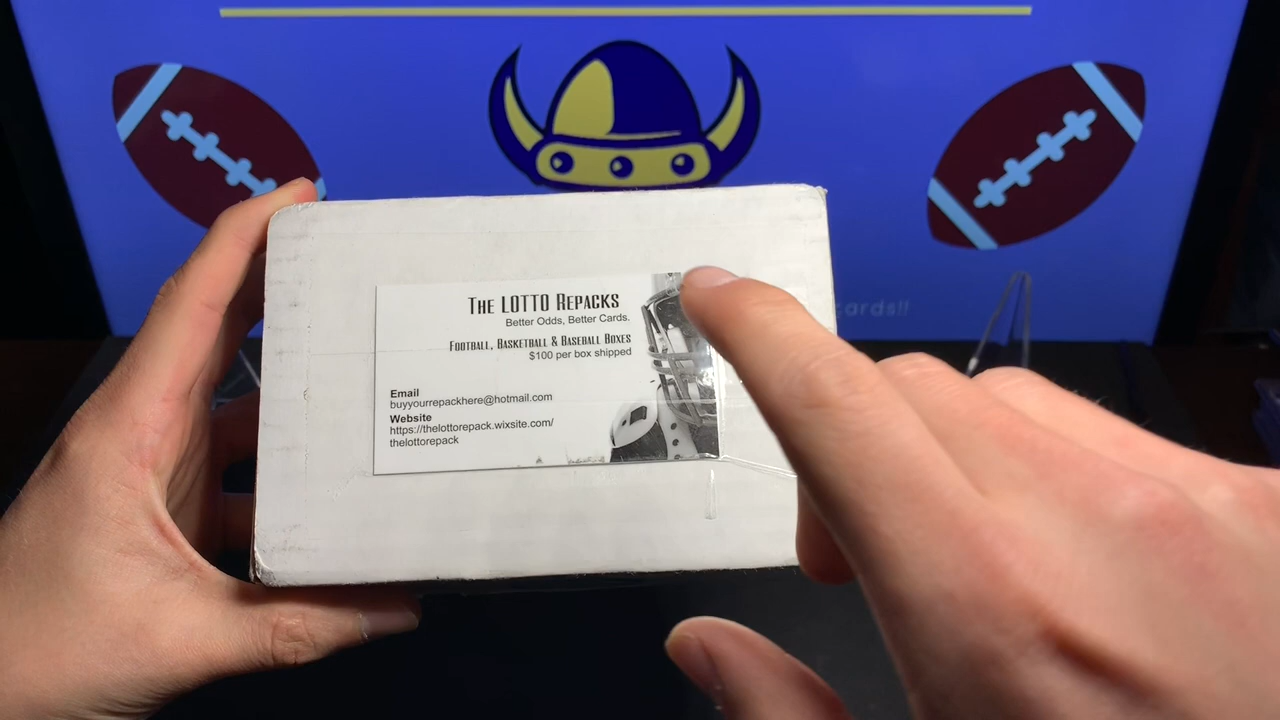 The LOTTO Repacks
Better Odds, Better Cards.
Football, Basketball & Baseball Boxes
$100 per box shipped
Email
buyyourrepackhere@hotmail.com
Website
https://thelottorepack.wixsite.com/
thelottorepack
ards!!